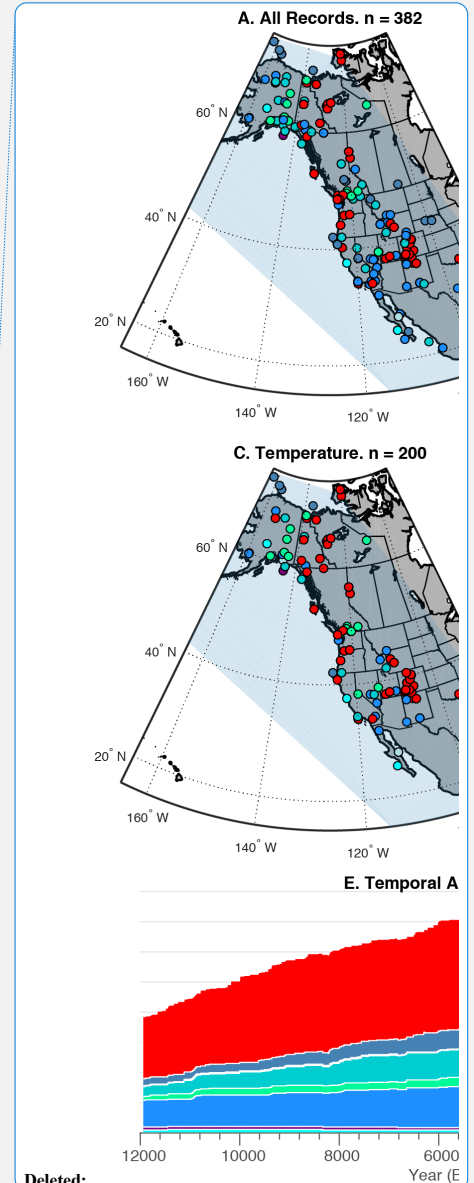 A. All Records. n = 382
60° N
40° N
20° N
160° W
140° W
120° W
C. Temperature. n = 200
60° N
40° N
20° N
160° W
140° W
120° W
E. Temporal A
12000 10000 8000 6000
Year (E
Deleted: